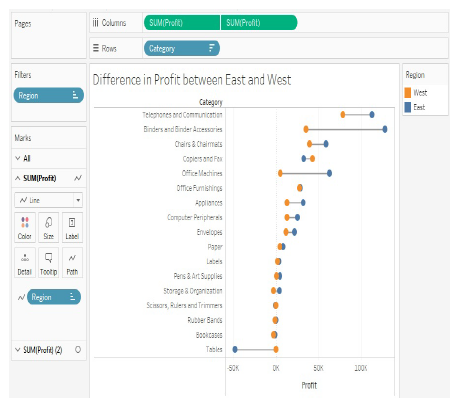 Pages
Columns
SUM(Profit)
SUM(Profit)
Rows
Category
Filters
Region
Marks
All
SUM(Profit)
Line
Color
Size
Label
Detail
Tooltip
Path
Region
SUM(Profit) (2)
Difference in Profit between East and West
Category
Telephones and Communication
Binders and Binder Accessories
Chairs & Chairmats
Copiers and Fax
Office Machines
Office Furnishings
Appliances
Computer Peripherals
Envelopes
Paper
Labels
Pens & Art Supplies
Storage & Organization
Scissors, Rulers and Trimmers
Rubber Bands
Bookcases
Tables
-50K
0K
50K
100K
Profit
Region
West
East